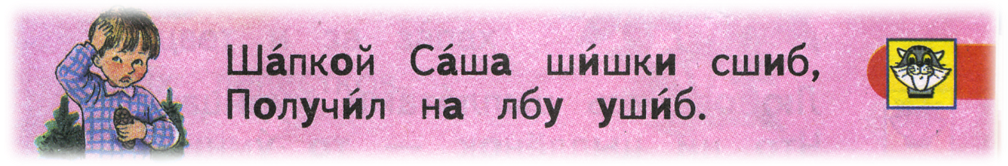 Ша́пкой Са́ша ши́шки сшиб,
Получи́л на лбу уши́б.